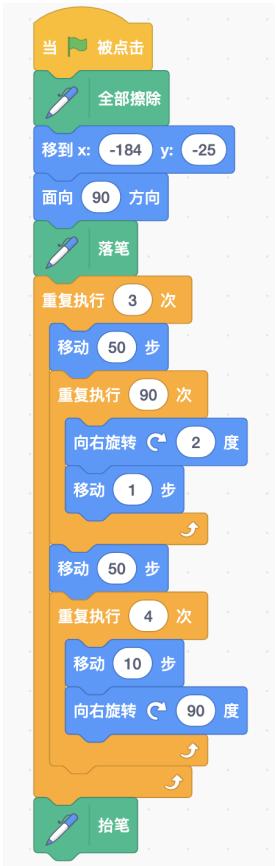 当 被点击
全部擦除
移到 x: -184 y: -25
面向 90 方向
落笔
重复执行 3 次
移动 50 步
重复执行 90 次
向右旋转 2 度
移动 1 步
移动 50 步
重复执行 4 次
移动 10 步
向右旋转 90 度
抬笔